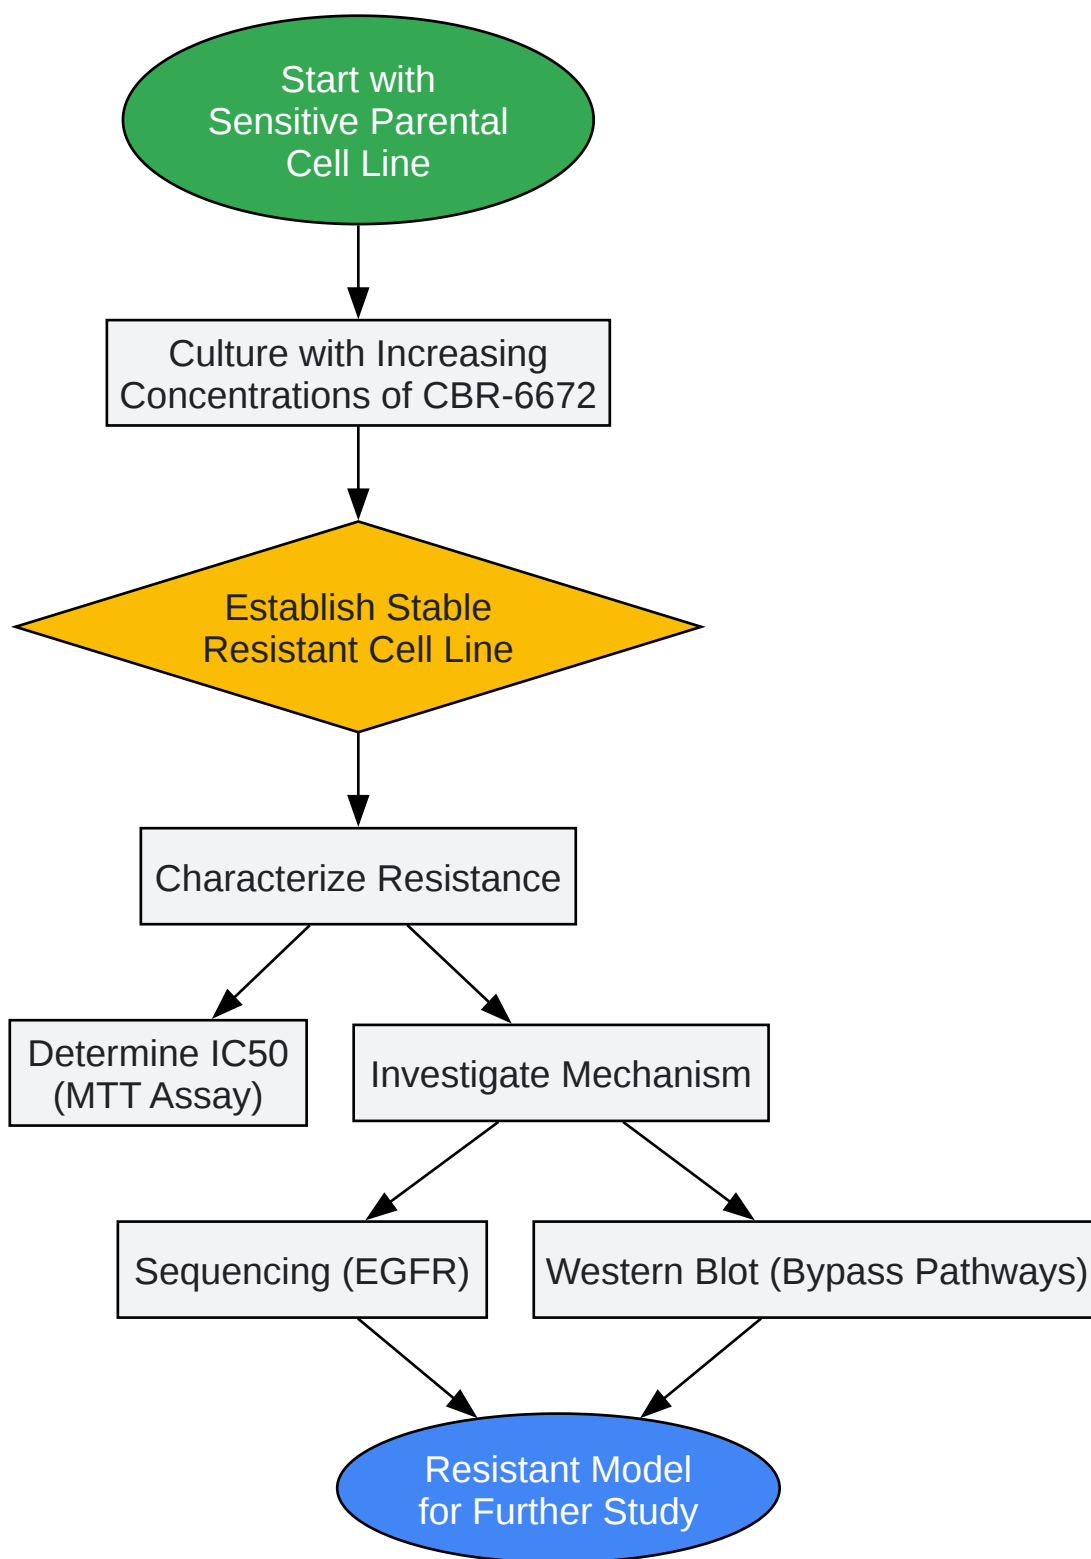 Start with
Sensitive Parental
Cell Line
Culture with Increasing
Concentrations of CBR-6672
Establish Stable
Resistant Cell Line
Characterize Resistance
Determine IC50
(MTT Assay)
Investigate Mechanism
Sequencing (EGFR)
Western Blot (Bypass Pathways)
Resistant Model
for Further Study